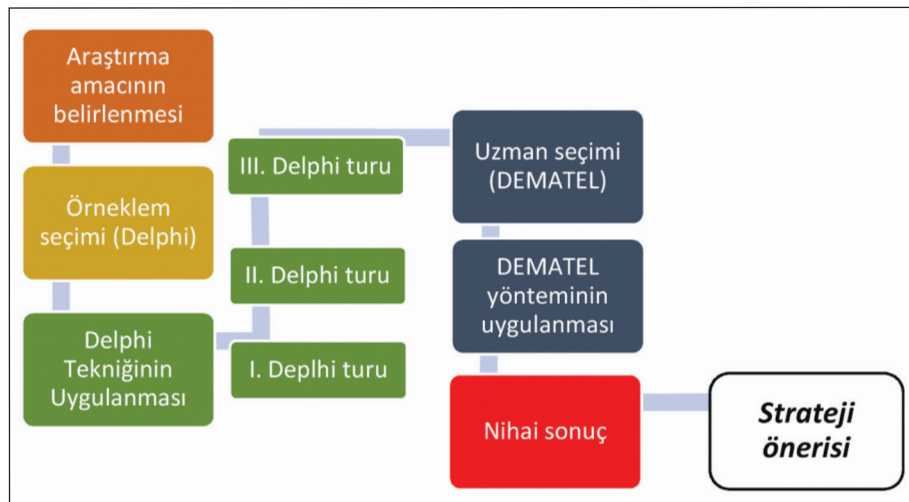 Araştırma
amacının
belirlenmesi
Örneklem
seçimi (Delphi)
Delphi
Tekniğinin
Uygulanması
I. Deplhi turu
II. Delphi turu
III. Delphi turu
Uzman seçimi
(DEMATEL)
DEMATEL
yönteminin
uygulanması
Nihai sonuç
Strateji
önerisi